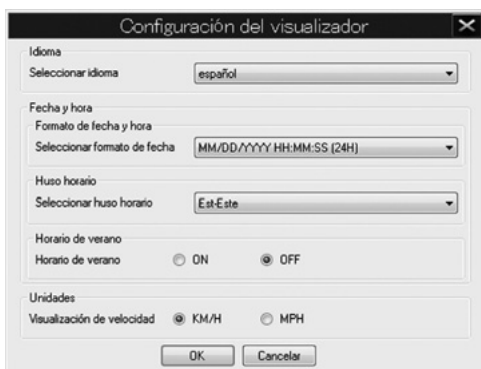 Configuración del visualizador
Idioma
Seleccionar idioma español
Fecha y hora
Formato de fecha y hora
Seleccionar formato de fecha MM/DD/YYYY HH:MM:SS (24H)
Huso horario
Seleccionar huso horario Est-Este
Horario de verano
Horario de verano ON OFF
Unidades
Visualización de velocidad KM/H MPH
OK Cancelar